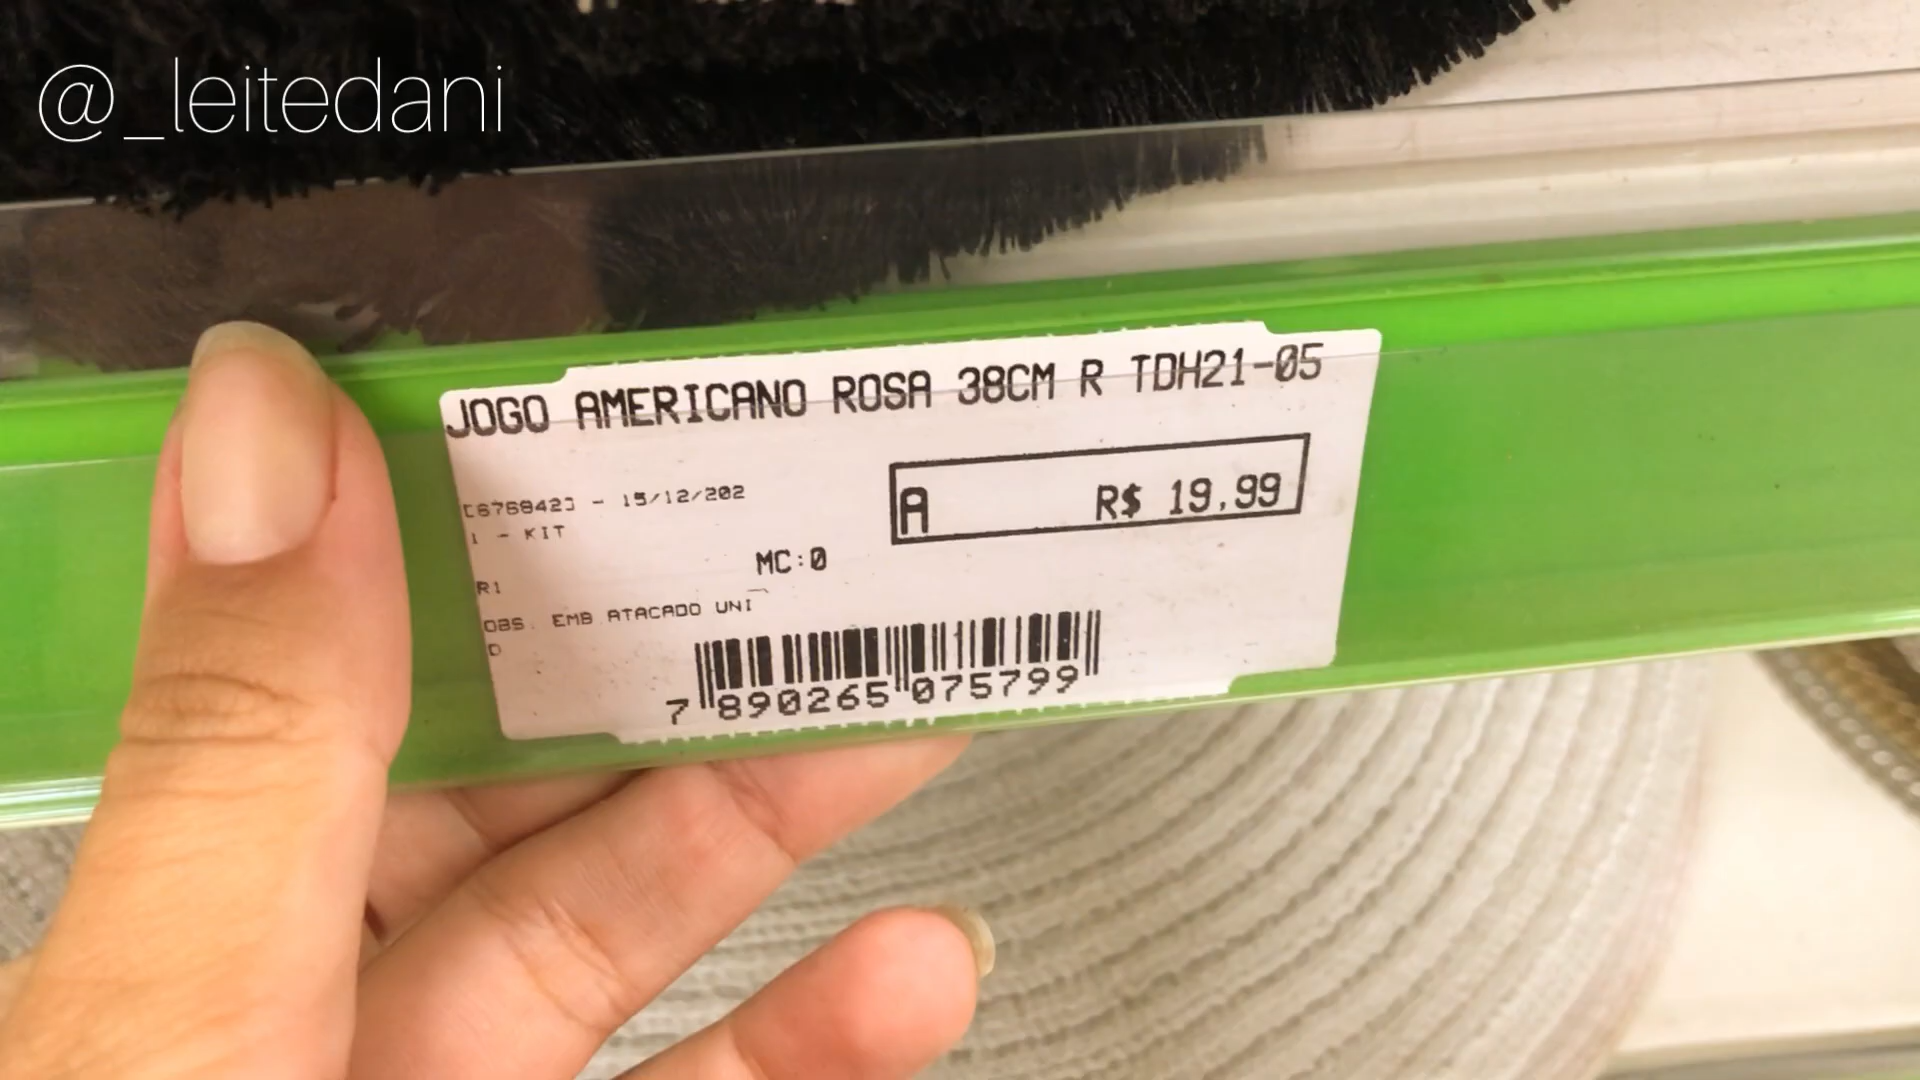 @_leitedani
JOGO AMERICANO ROSA 38CM R TDH21-05
[676842] - 15/12/202
1 - KIT
A R$ 19,99
MC:0
R1
OBS. EMB ATACADO UNI
D
7 890265 075799